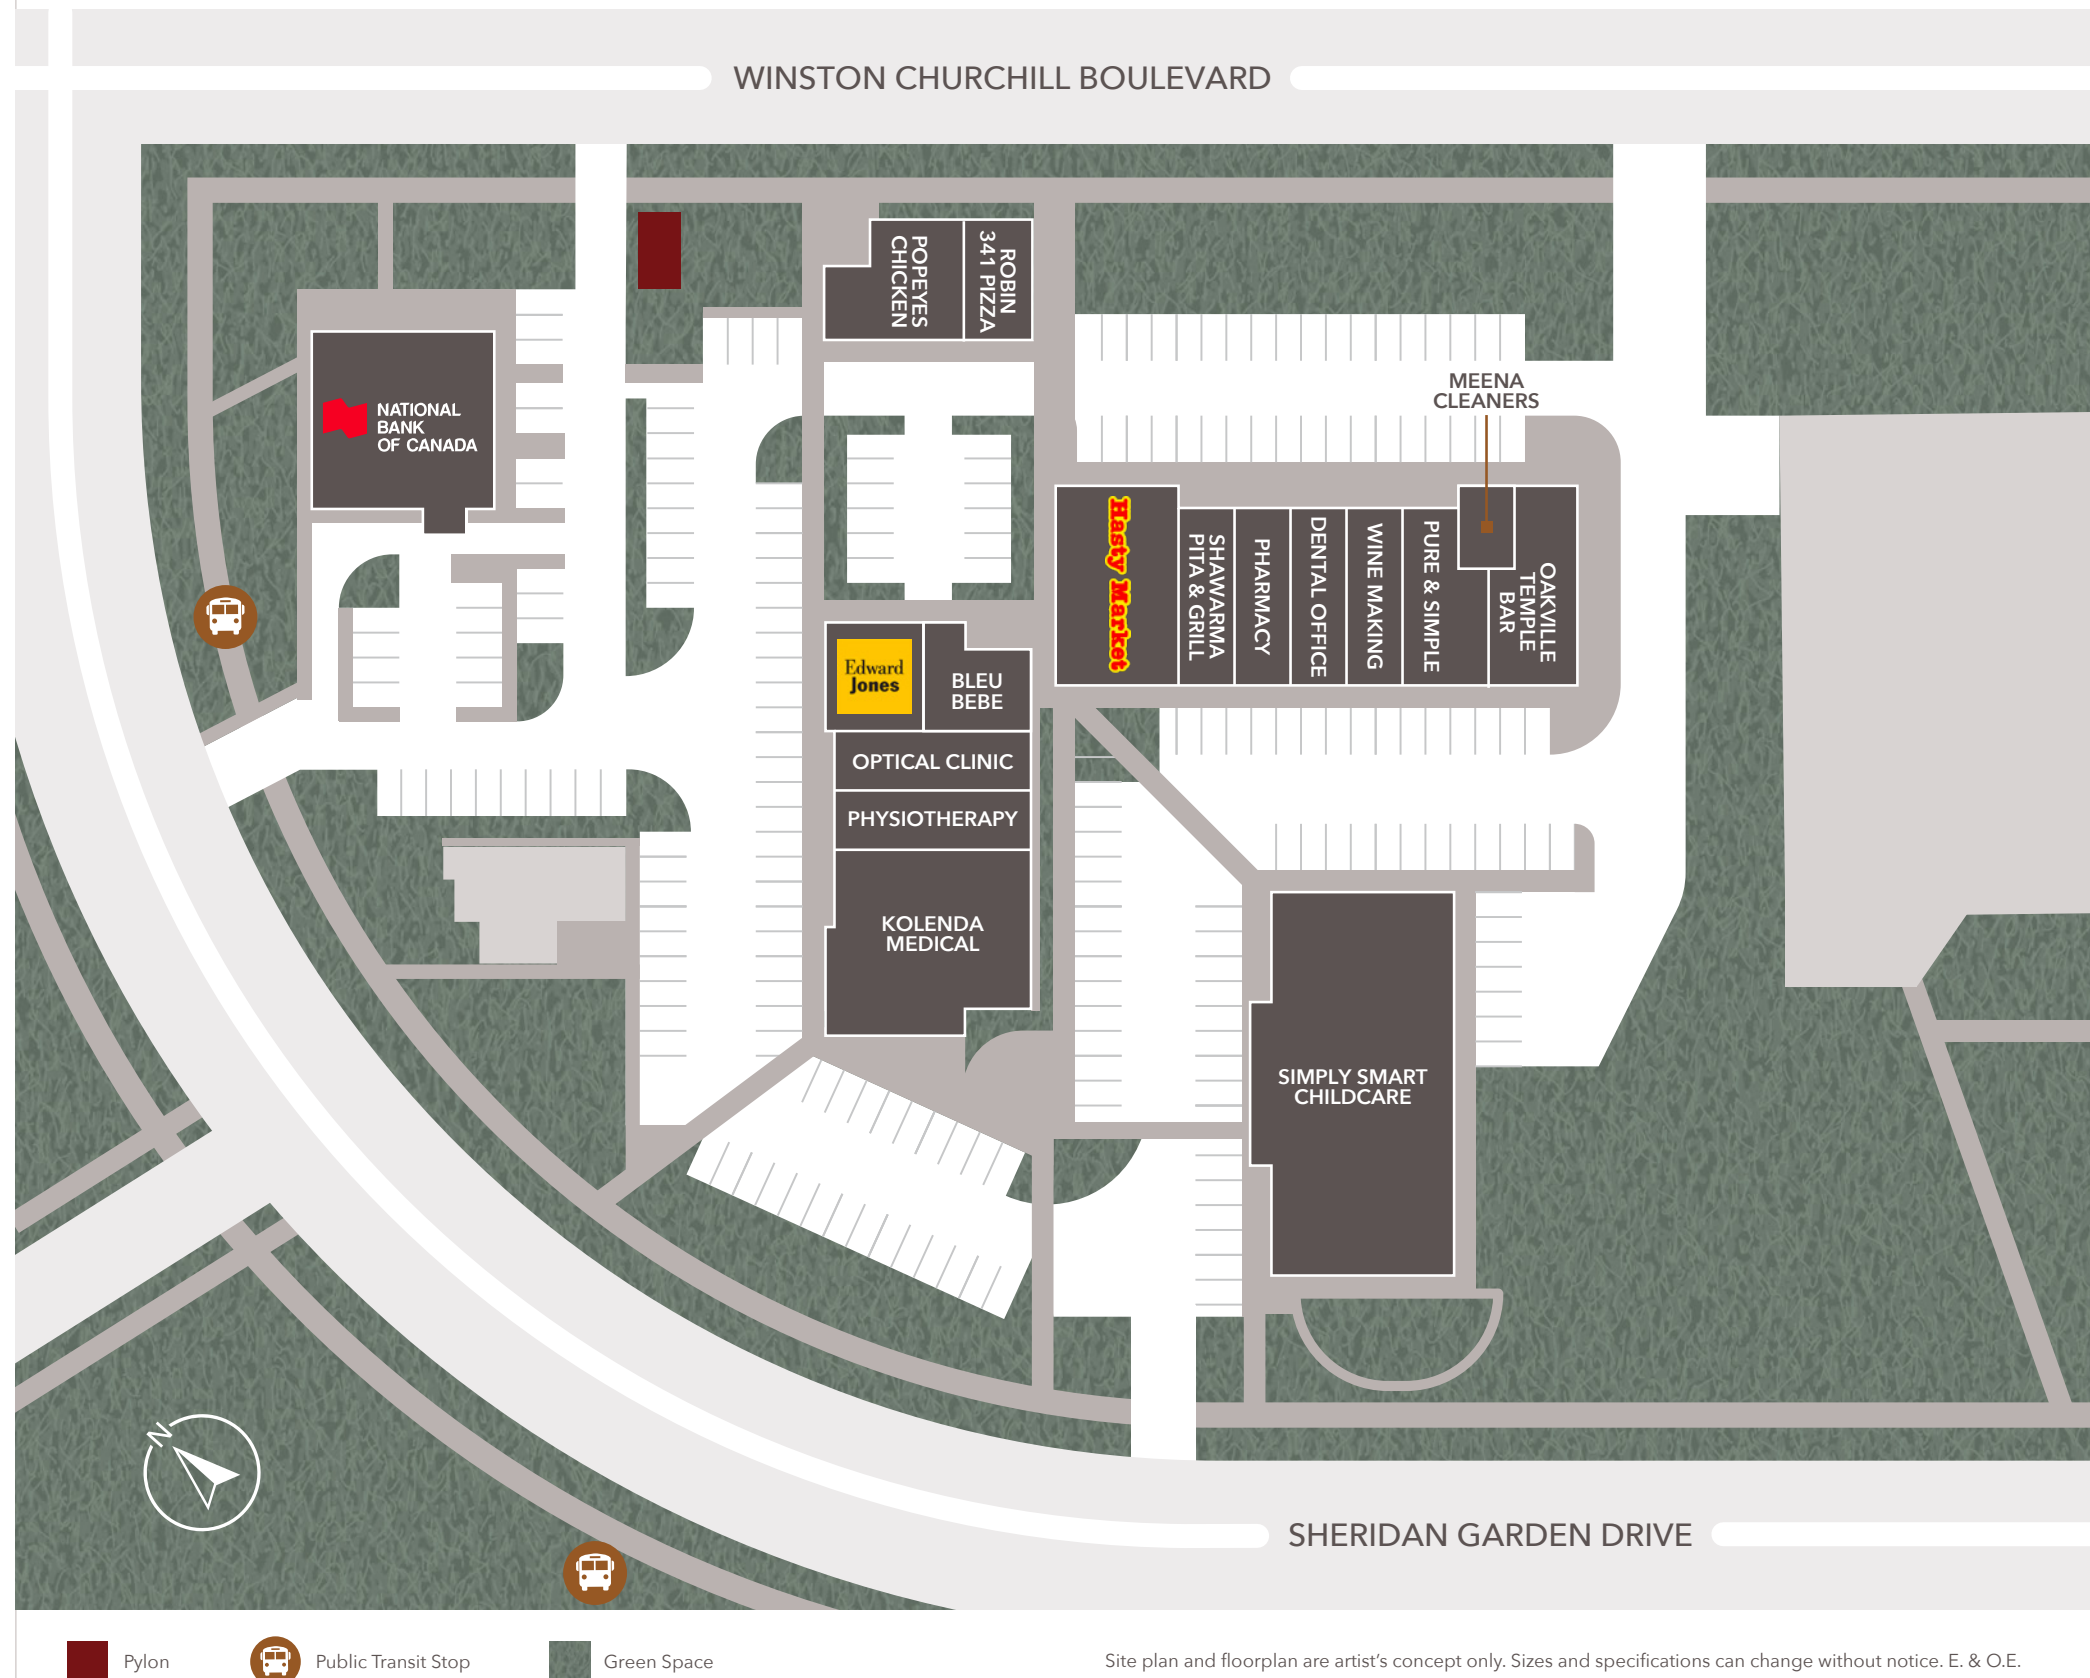 WINSTON CHURCHILL BOULEVARD
POPEYES
CHICKEN
ROBIN
341 PIZZA
NATIONAL
BANK
OF CANADA
MEENA
CLEANERS
Hasty Market
SHAWARMA
PITA & GRILL
PHARMACY
DENTAL OFFICE
WINE MAKING
PURE & SIMPLE
OAKVILLE
TEMPLE
BAR
Edward
Jones
BLEU
BEBE
OPTICAL CLINIC
PHYSIOTHERAPY
KOLENDA
MEDICAL
SIMPLY SMART
CHILDCARE
N
SHERIDAN GARDEN DRIVE
Pylon
Public Transit Stop
Green Space
Site plan and floorplan are artist's concept only. Sizes and specifications can change without notice. E. & O.E.